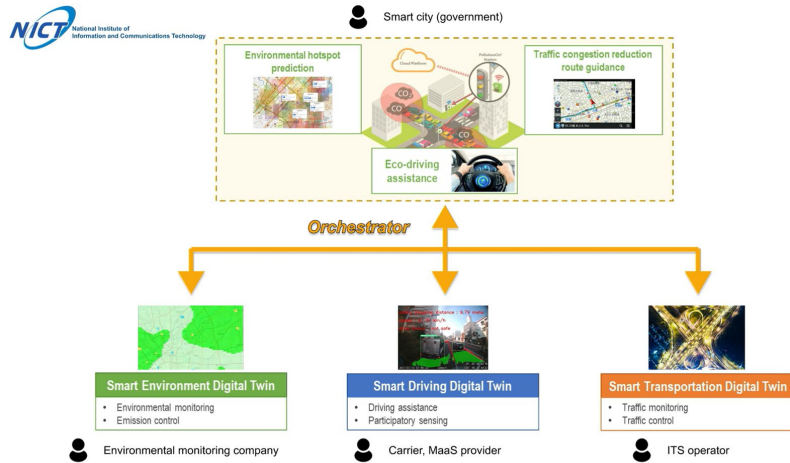 Smart city (government)
NICT
National Institute of
Information and Communications Technology
Environmental hotspot
prediction
Cloud Platform
Station
CO
CO
CO
Traffic congestion reduction
route guidance
Eco-driving
assistance
Orchestrator
Smart Environment Digital Twin
• Environmental monitoring
• Emission control
Environmental monitoring company
Smart Driving Digital Twin
• Driving assistance
• Participatory sensing
Carrier, MaaS provider
Smart Transportation Digital Twin
• Traffic monitoring
• Traffic control
ITS operator